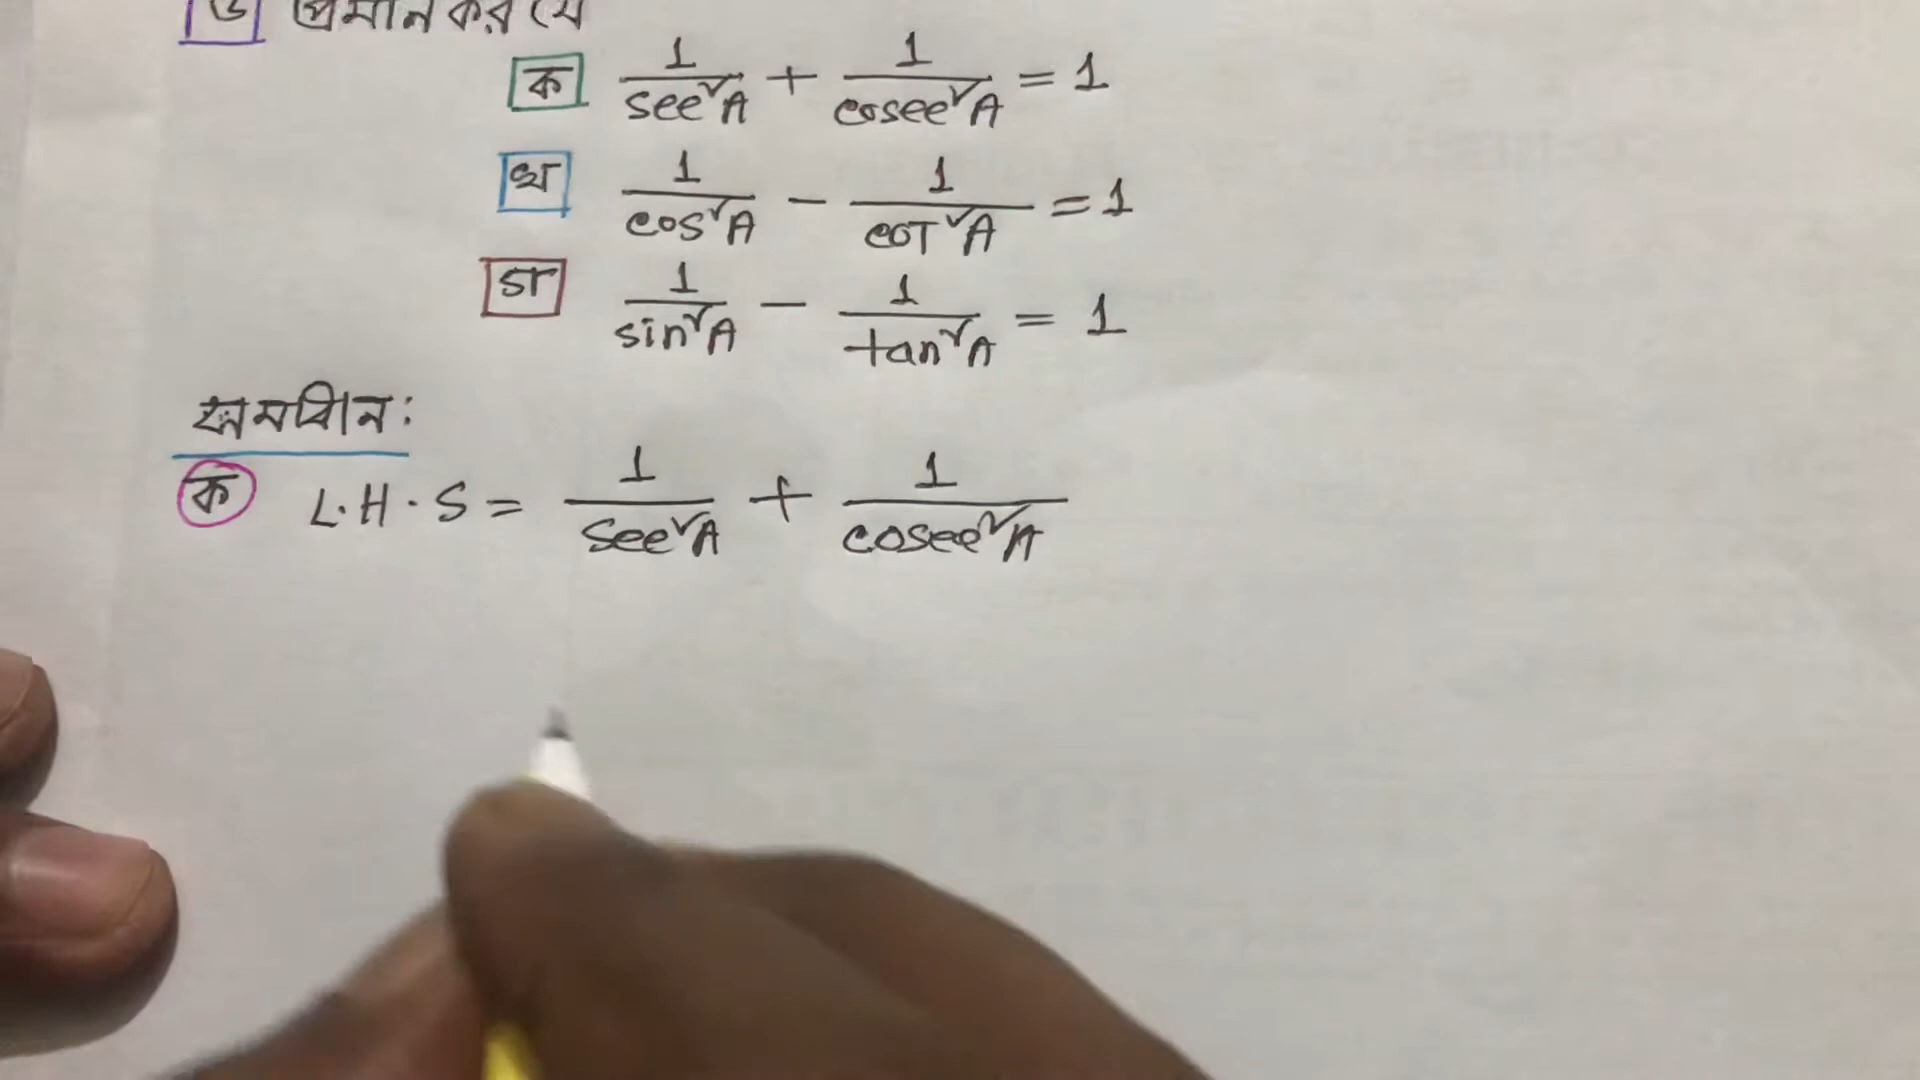 ড প্রমান কর যে
ক 1/sec²A + 1/cosec²A = 1
খ 1/cos²A − 1/cot²A = 1
গ 1/sin²A − 1/tan²A = 1
সমাধান:
ক L.H.S = 1/sec²A + 1/cosec²A